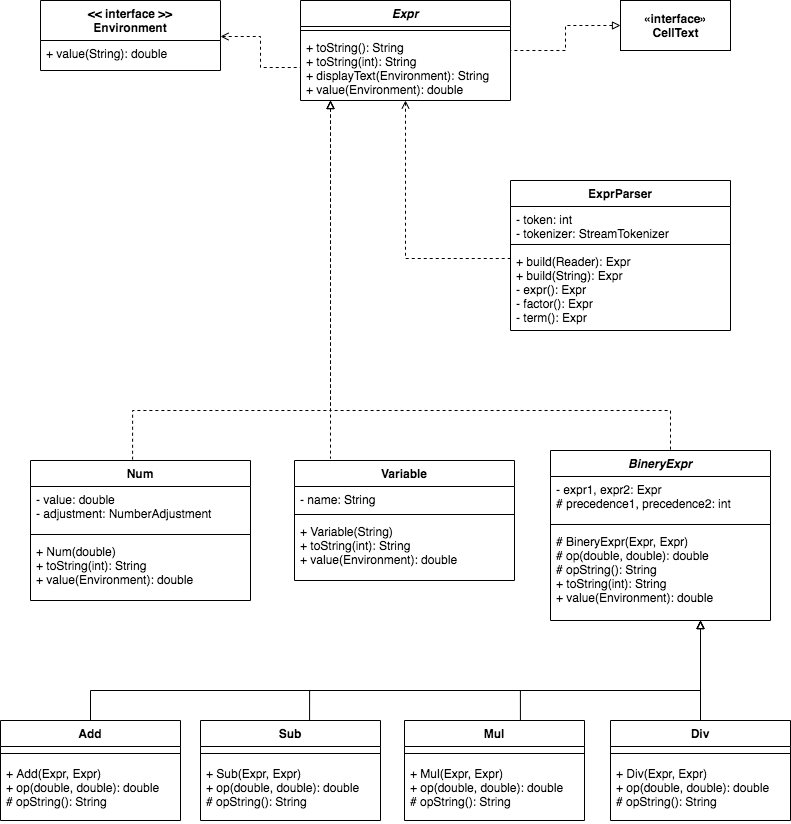 << interface >>
Environment
+ value(String): double
Expr
+ toString(): String
+ toString(int): String
+ displayText(Environment): String
+ value(Environment): double
«interface»
CellText
ExprParser
- token: int
- tokenizer: StreamTokenizer
+ build(Reader): Expr
+ build(String): Expr
- expr(): Expr
- factor(): Expr
- term(): Expr
Num
- value: double
- adjustment: NumberAdjustment
+ Num(double)
+ toString(int): String
+ value(Environment): double
Variable
- name: String
+ Variable(String)
+ toString(int): String
+ value(Environment): double
BineryExpr
- expr1, expr2: Expr
# precedence1, precedence2: int
# BineryExpr(Expr, Expr)
# op(double, double): double
# opString(): String
+ toString(int): String
+ value(Environment): double
Add
+ Add(Expr, Expr)
+ op(double, double): double
# opString(): String
Sub
+ Sub(Expr, Expr)
+ op(double, double): double
# opString(): String
Mul
+ Mul(Expr, Expr)
+ op(double, double): double
# opString(): String
Div
+ Div(Expr, Expr)
+ op(double, double): double
# opString(): String